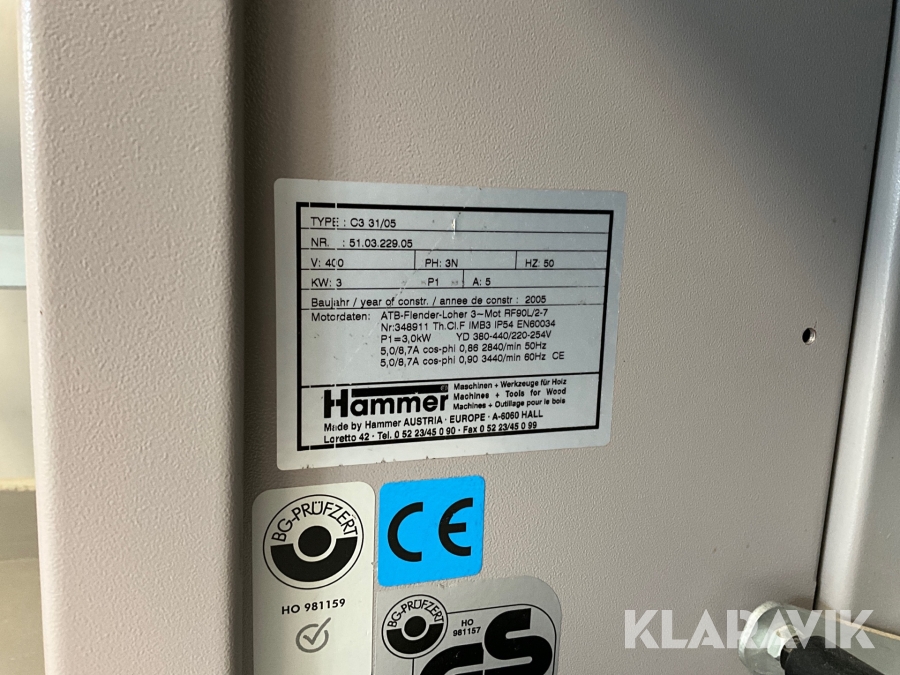 TYPE : C3 31/05
NR. : 51.03.229.05
V: 400 PH: 3N HZ: 50
KW: 3 P1 A: 5
Baujahr / year of constr. / annee de constr : 2005
Motordaten: ATB-Flender-Loher 3-Mot RF90L/2-7
Nr:348911 Th.Cl.F IMB3 IP54 EN60034
P1=3,0kW YD 380-440/220-254V
5,0/8,7A cos-phi 0,86 2840/min 50Hz
5,0/8,7A cos-phi 0,90 3440/min 60Hz CE
Hammer ®
Maschinen + Werkzeuge für Holz
Machines + Tools for Wood
Machines + Outillage pour le bois
Made by Hammer AUSTRIA · EUROPE · A-6060 HALL
Loretto 42 · Tel. 0 52 23/45 0 90 · Fax 0 52 23/45 0 99
BG-PRÜFZERT
HO 981159
CE
BG-PRÜFZERT
HO
981157
GS
KLARAVIK